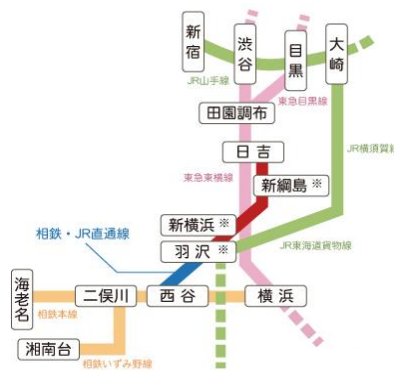 新宿
渋谷
目黒
大崎
JR山手線
東急目黒線
田園調布
日吉
JR横須賀線
東急東横線
新綱島※
新横浜※
相鉄・JR直通線
羽沢※
JR東海道貨物線
海老名
二俣川
西谷
横浜
相鉄本線
湘南台
相鉄いずみ野線